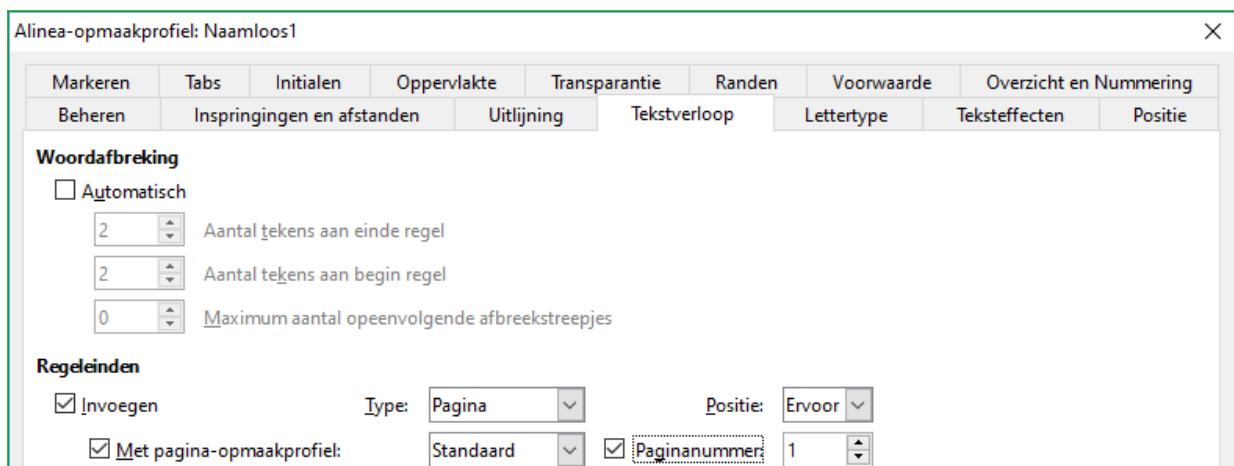 Alinea-opmaakprofiel: Naamloos1
Markeren Tabs Initialen Oppervlakte Transparantie Randen Voorwaarde Overzicht en Nummering
Beheren Inspringingen en afstanden Uitlijning Tekstverloop Lettertype Teksteffecten Positie
Woordafbreking
Automatisch
2 Aantal tekens aan einde regel
2 Aantal tekens aan begin regel
0 Maximum aantal opeenvolgende afbreekstreepjes
Regeleinden
Invoegen Type: Pagina Positie: Ervoor
Met pagina-opmaakprofiel: Standaard Paginanummer: 1